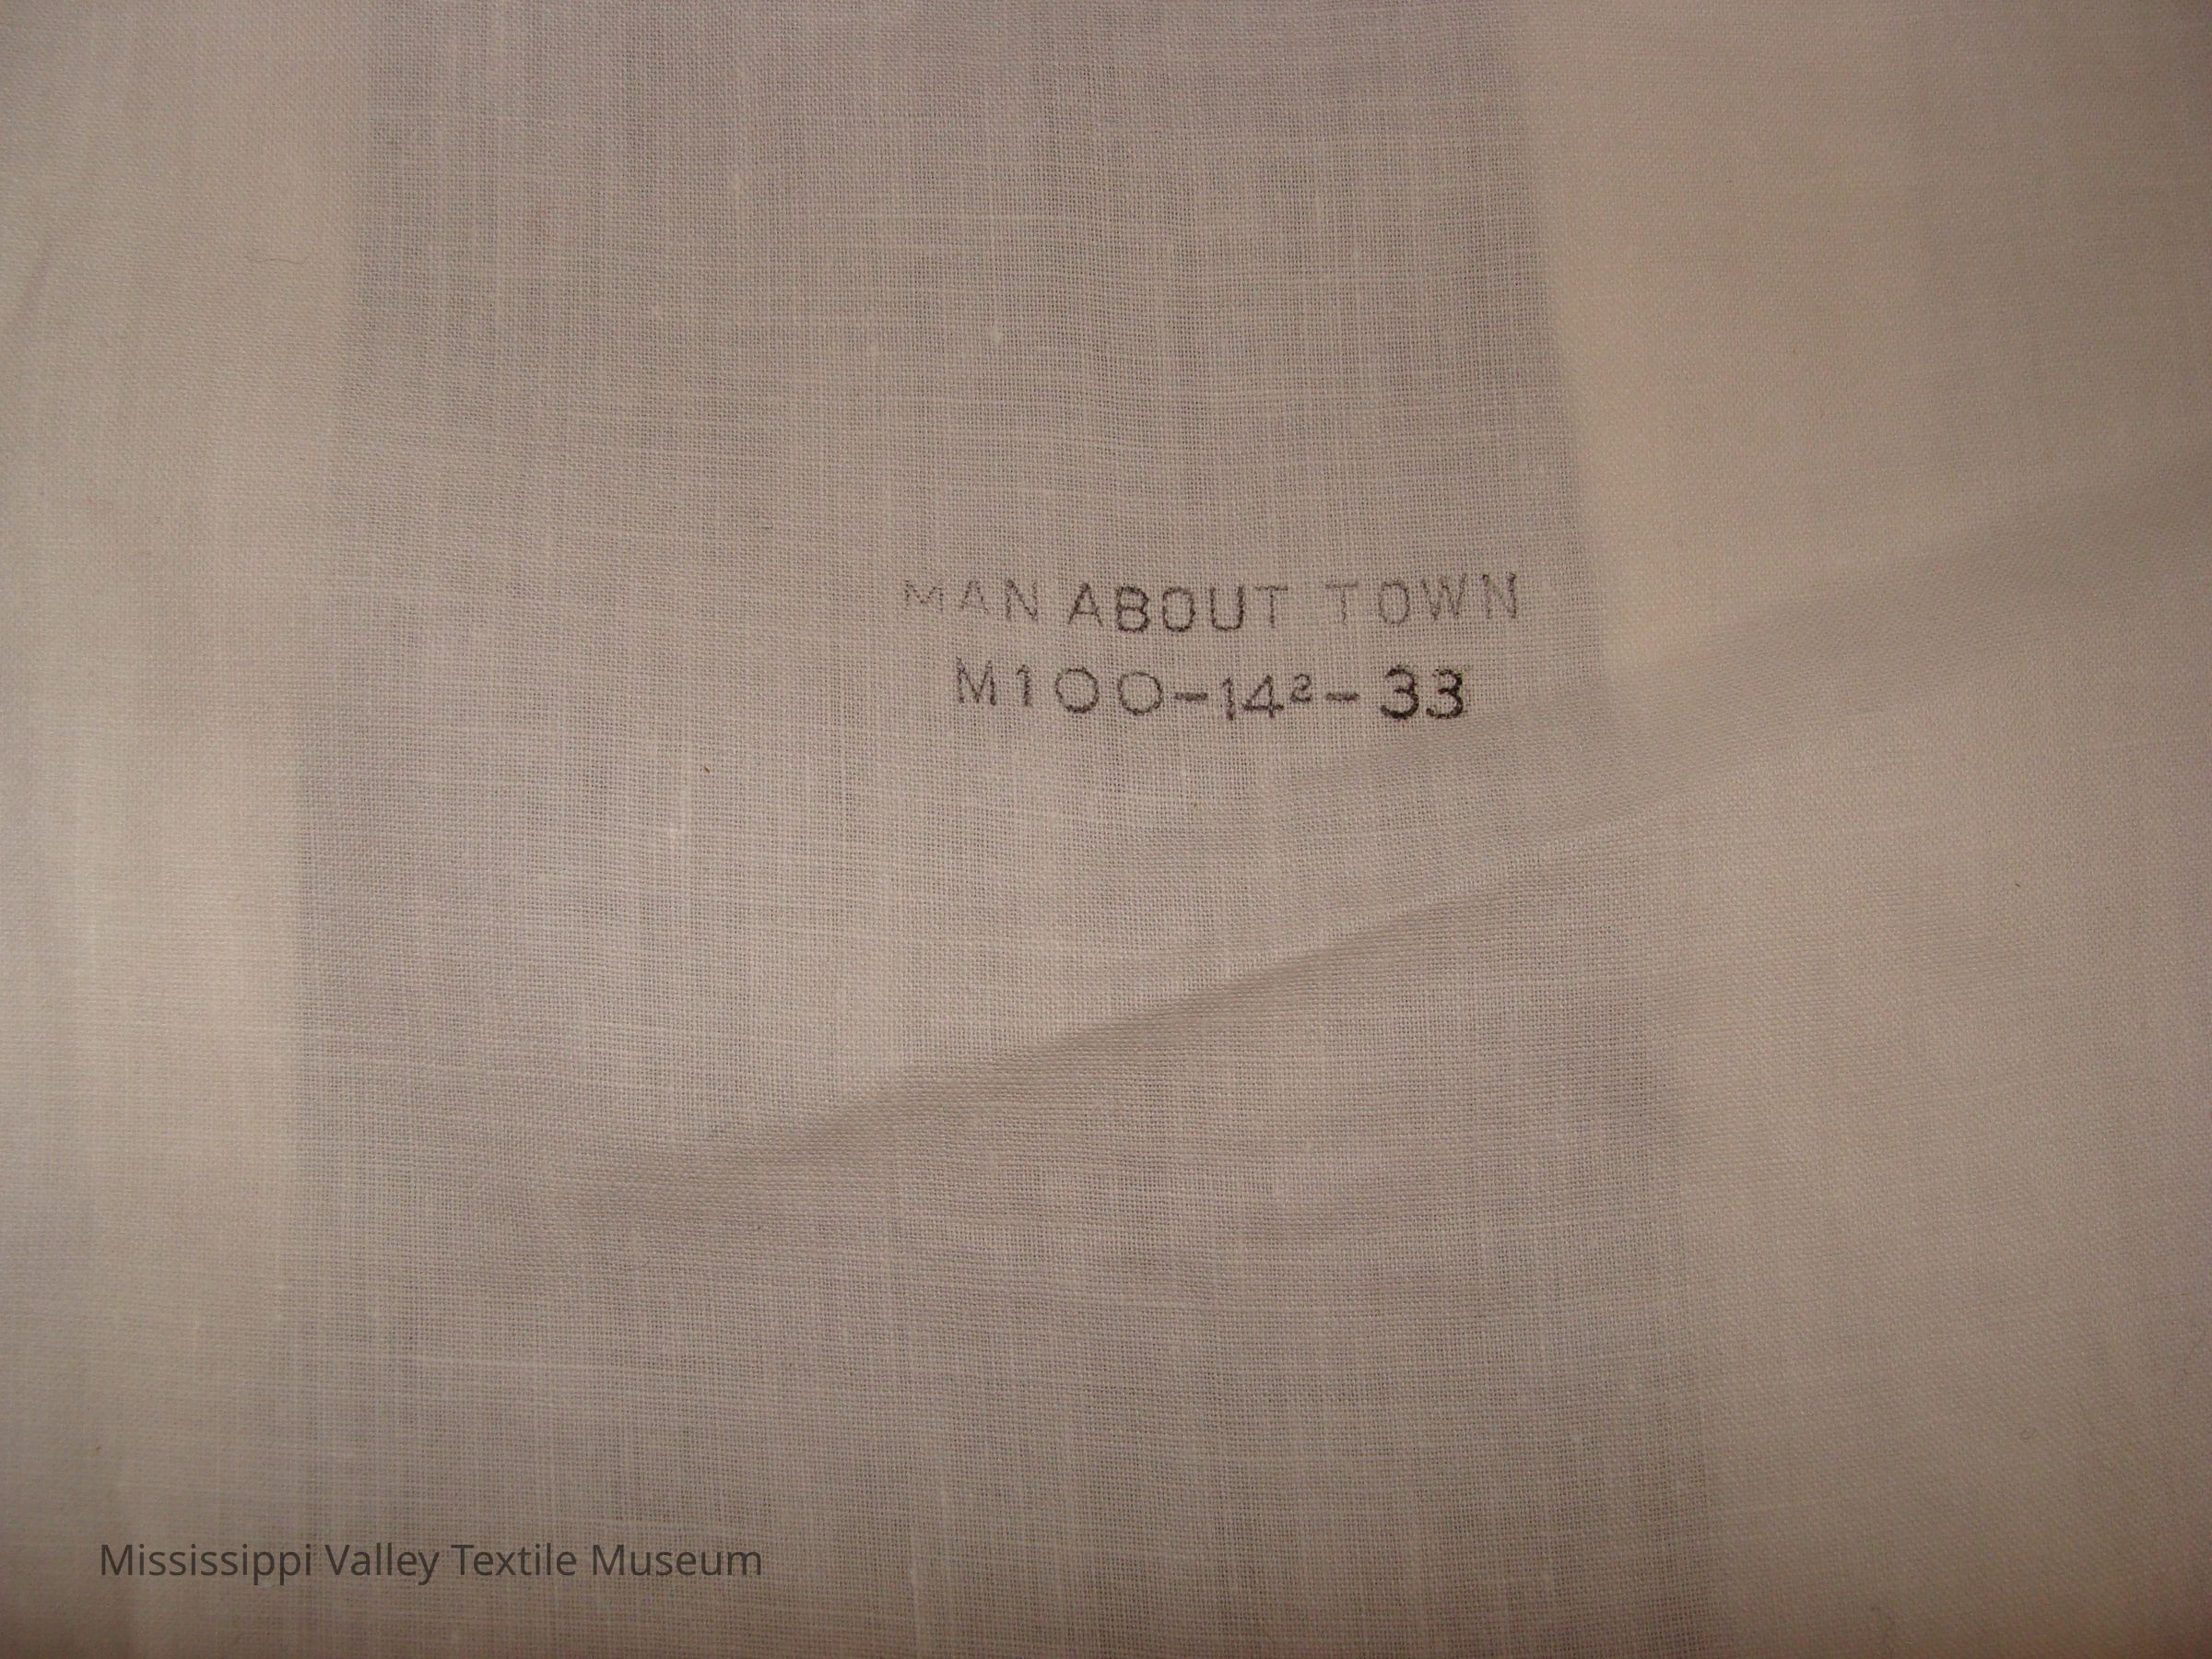 MAN ABOUT TOWN
M100-14²-33
Mississippi Valley Textile Museum